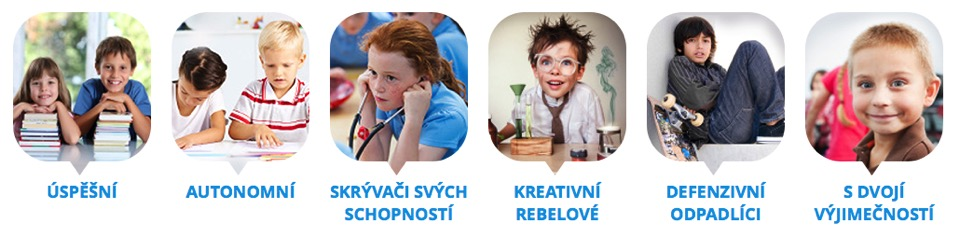 ÚSPĚŠNÍ
AUTONOMNÍ
SKRÝVAČI SVÝCH
SCHOPNOSTÍ
KREATIVNÍ
REBELOVÉ
DEFENZIVNÍ
ODPADLÍCI
S DVOJÍ
VÝJIMEČNOSTÍ